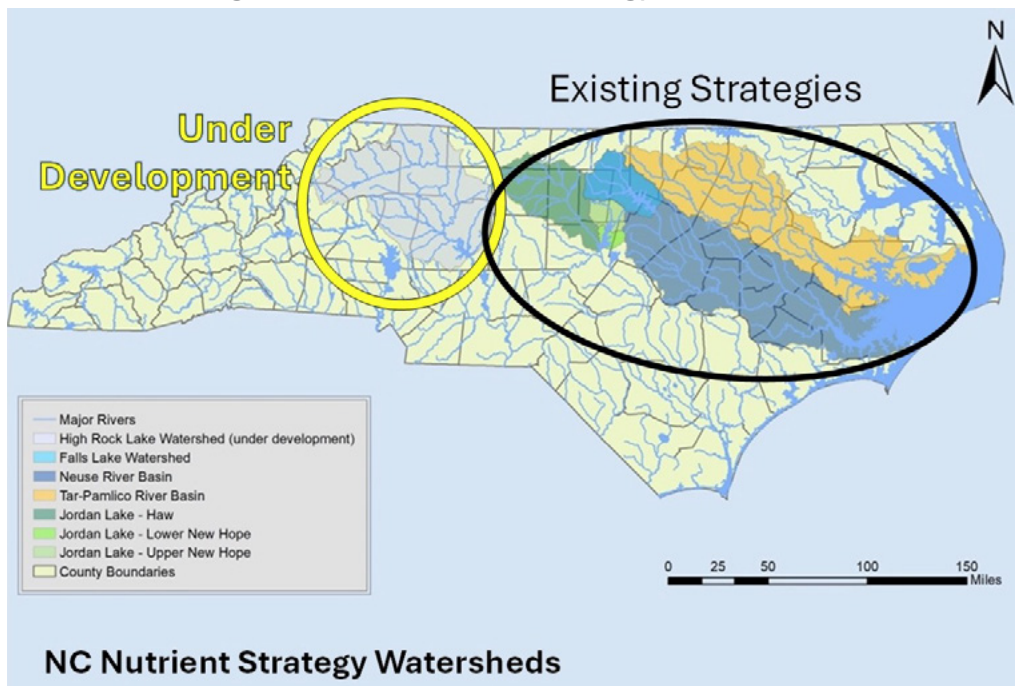 N
Existing Strategies
Under
Development
Major Rivers
High Rock Lake Watershed (under development)
Falls Lake Watershed
Neuse River Basin
Tar-Pamlico River Basin
Jordan Lake - Haw
Jordan Lake - Lower New Hope
Jordan Lake - Upper New Hope
County Boundaries
0 25 50 100 150
Miles
NC Nutrient Strategy Watersheds